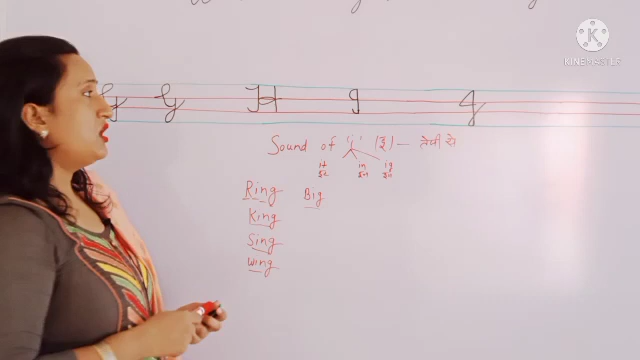 G H I
Sound of 'i' (इ) — तेजी से
it in ig
इट इन इग
Ring Big
King
Sing
Wing
KINEMASTER